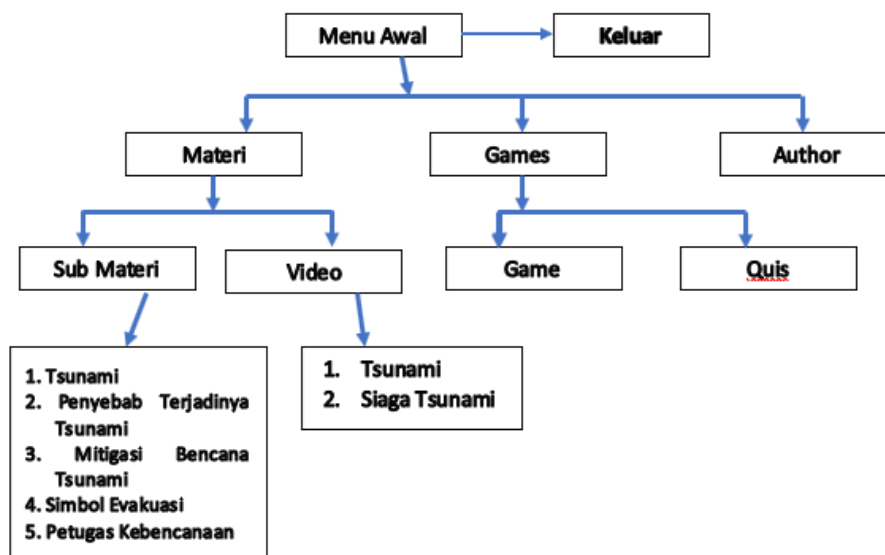 Menu Awal
Keluar
Materi
Games
Author
Sub Materi
Video
Game
Quis
1. Tsunami
2. Penyebab Terjadinya
Tsunami
3. Mitigasi Bencana
Tsunami
4. Simbol Evakuasi
5. Petugas Kebencanaan
1. Tsunami
2. Siaga Tsunami